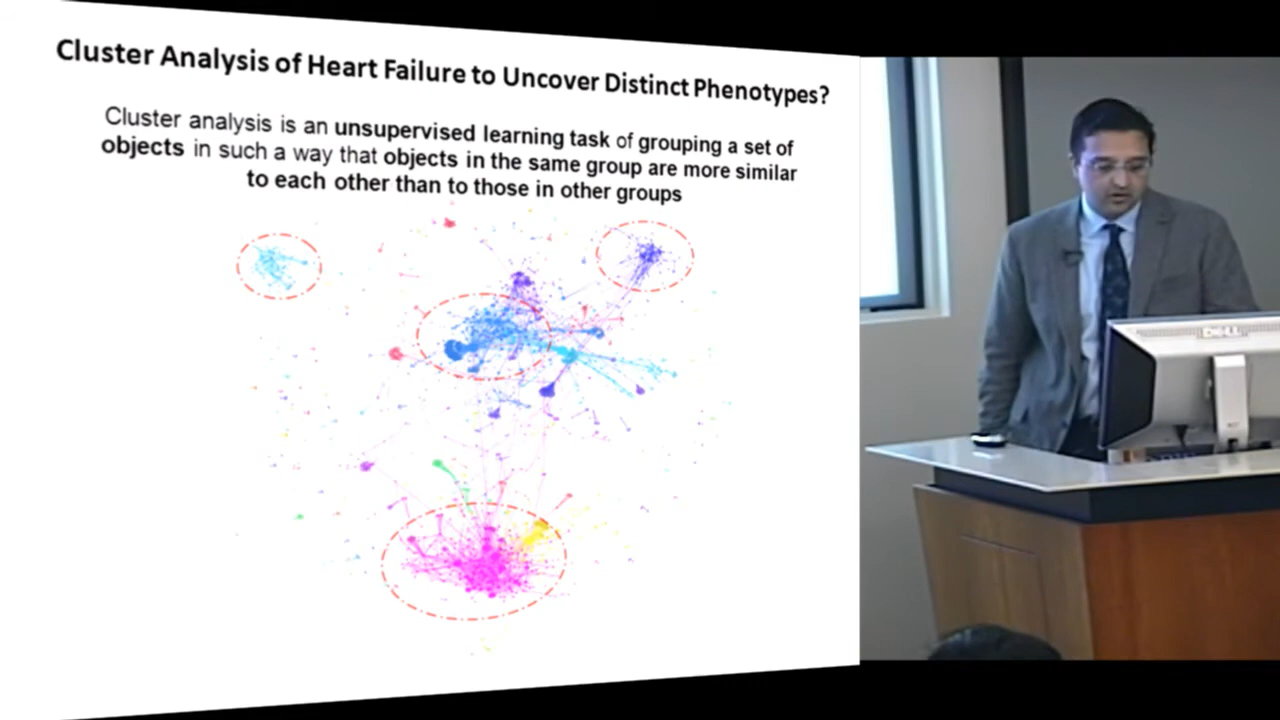 Cluster Analysis of Heart Failure to Uncover Distinct Phenotypes?
Cluster analysis is an unsupervised learning task of grouping a set of
objects in such a way that objects in the same group are more similar
to each other than to those in other groups
DELL